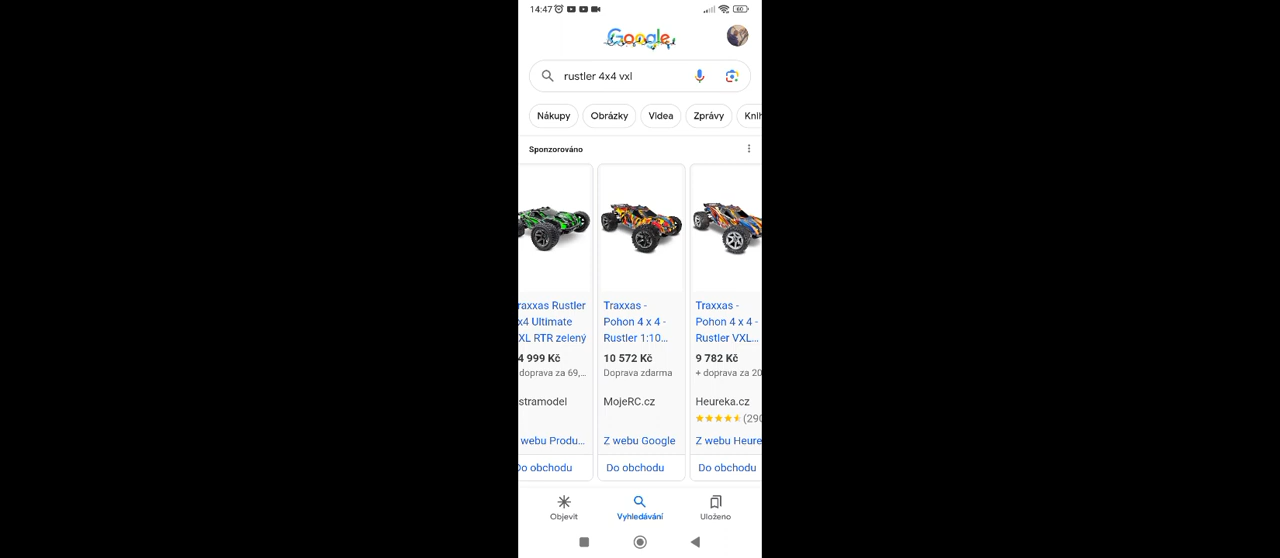 14:47
60
Google
rustler 4x4 vxl
Nákupy Obrázky Videa Zprávy Knih
Sponzorováno
raxxas Rustler
x4 Ultimate
XL RTR zelený
4 999 Kč
doprava za 69,...
stramodel
webu Produ...
Do obchodu
Traxxas -
Pohon 4 x 4 -
Rustler 1:10...
10 572 Kč
Doprava zdarma
MojeRC.cz
Z webu Google
Do obchodu
Traxxas -
Pohon 4 x 4 -
Rustler VXL...
9 782 Kč
+ doprava za 20
Heureka.cz
(290
Z webu Heure
Do obchodu
Objevit Vyhledávání Uloženo